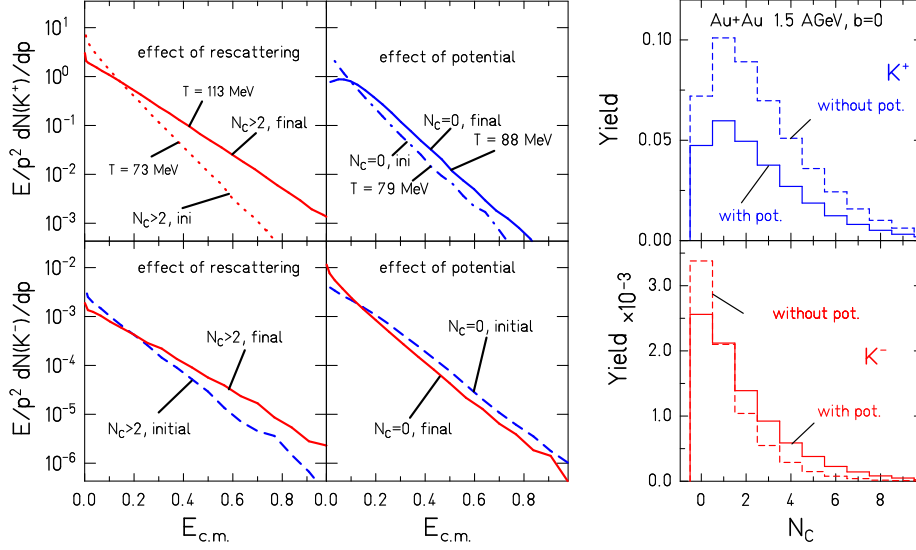 E/p² dN(K⁺)/dp
10¹
10⁰
10⁻¹
10⁻²
10⁻³
effect of rescattering
T = 113 MeV
N_C>2, final
T = 73 MeV
N_C>2, ini
effect of potential
N_C=0, final
T = 88 MeV
N_C=0, ini
T = 79 MeV
E/p² dN(K⁻)/dp
10⁻²
10⁻³
10⁻⁴
10⁻⁵
10⁻⁶
effect of rescattering
N_C>2, final
N_C>2, initial
effect of potential
N_C=0, initial
N_C=0, final
0.0 0.2 0.4 0.6 0.8 0.0 0.2 0.4 0.6 0.8
E_c.m. E_c.m.
Au+Au 1.5 AGeV, b=0
Yield
0.10
0.05
0.00
K⁺
without pot.
with pot.
Yield ×10⁻³
3.0
2.0
1.0
0.0
without pot.
K⁻
with pot.
0 2 4 6 8
N_C